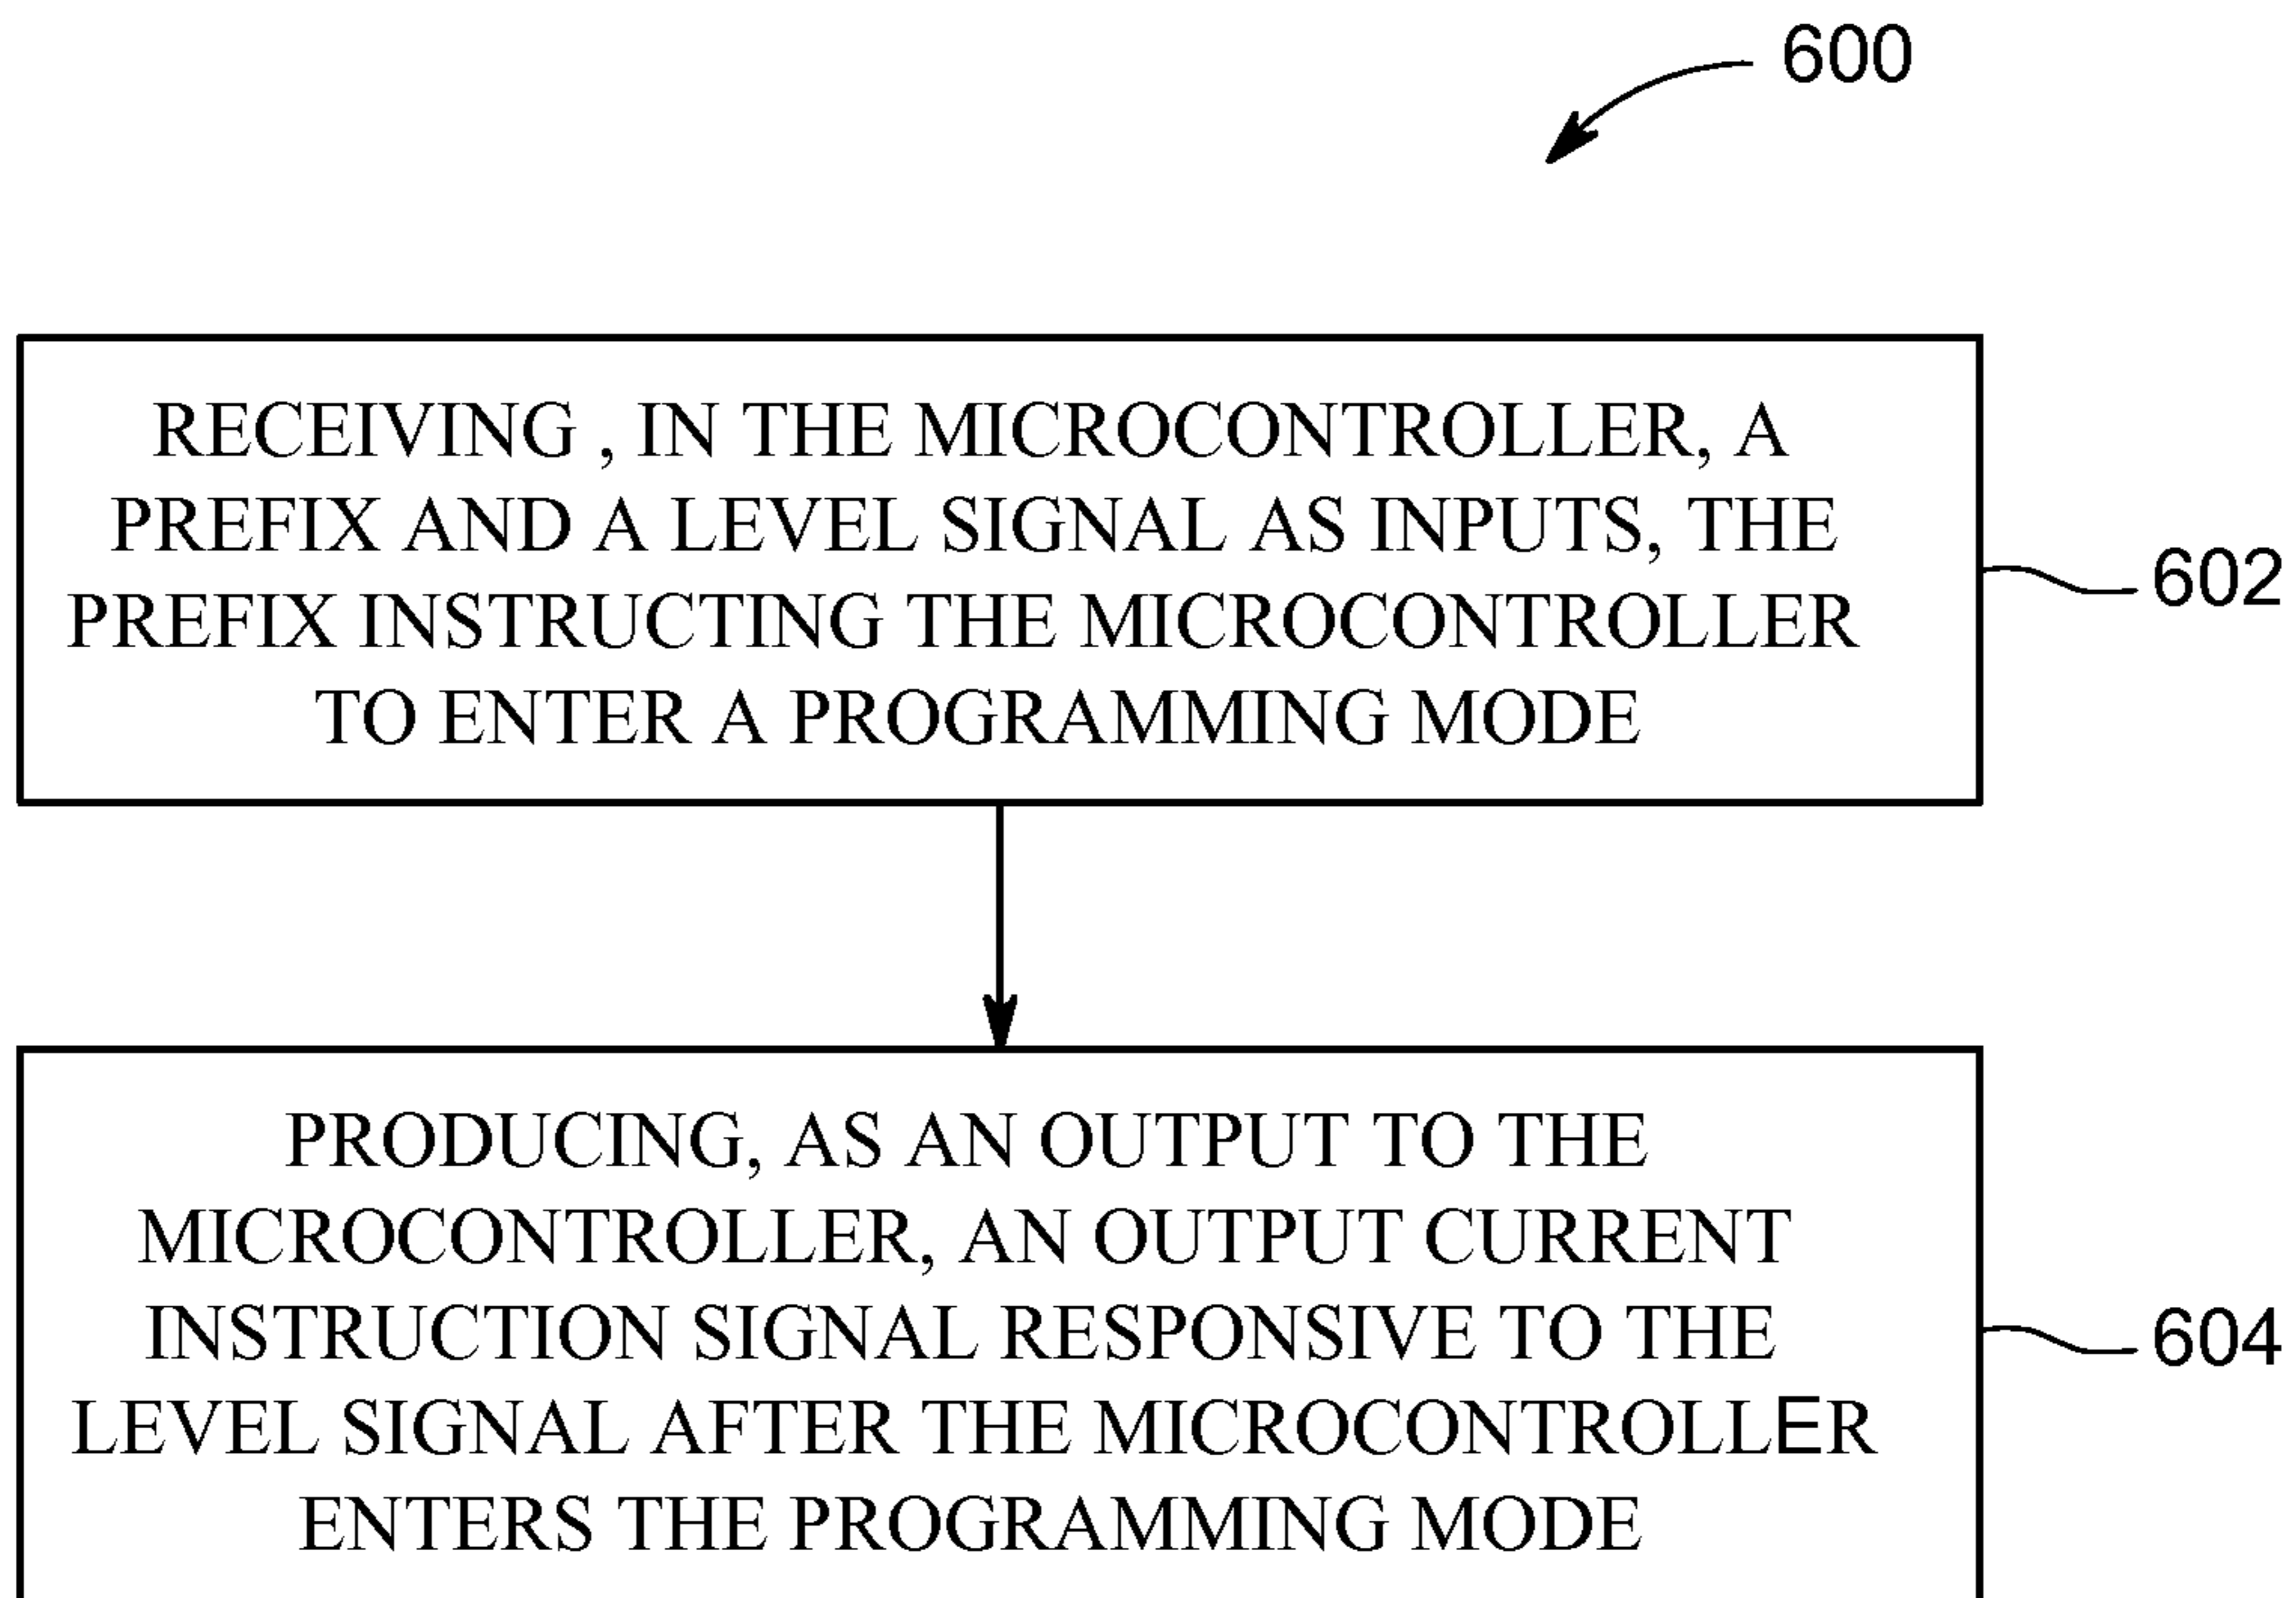 600
RECEIVING , IN THE MICROCONTROLLER, A
PREFIX AND A LEVEL SIGNAL AS INPUTS, THE
PREFIX INSTRUCTING THE MICROCONTROLLER
TO ENTER A PROGRAMMING MODE
602
PRODUCING, AS AN OUTPUT TO THE
MICROCONTROLLER, AN OUTPUT CURRENT
INSTRUCTION SIGNAL RESPONSIVE TO THE
LEVEL SIGNAL AFTER THE MICROCONTROLLER
ENTERS THE PROGRAMMING MODE
604